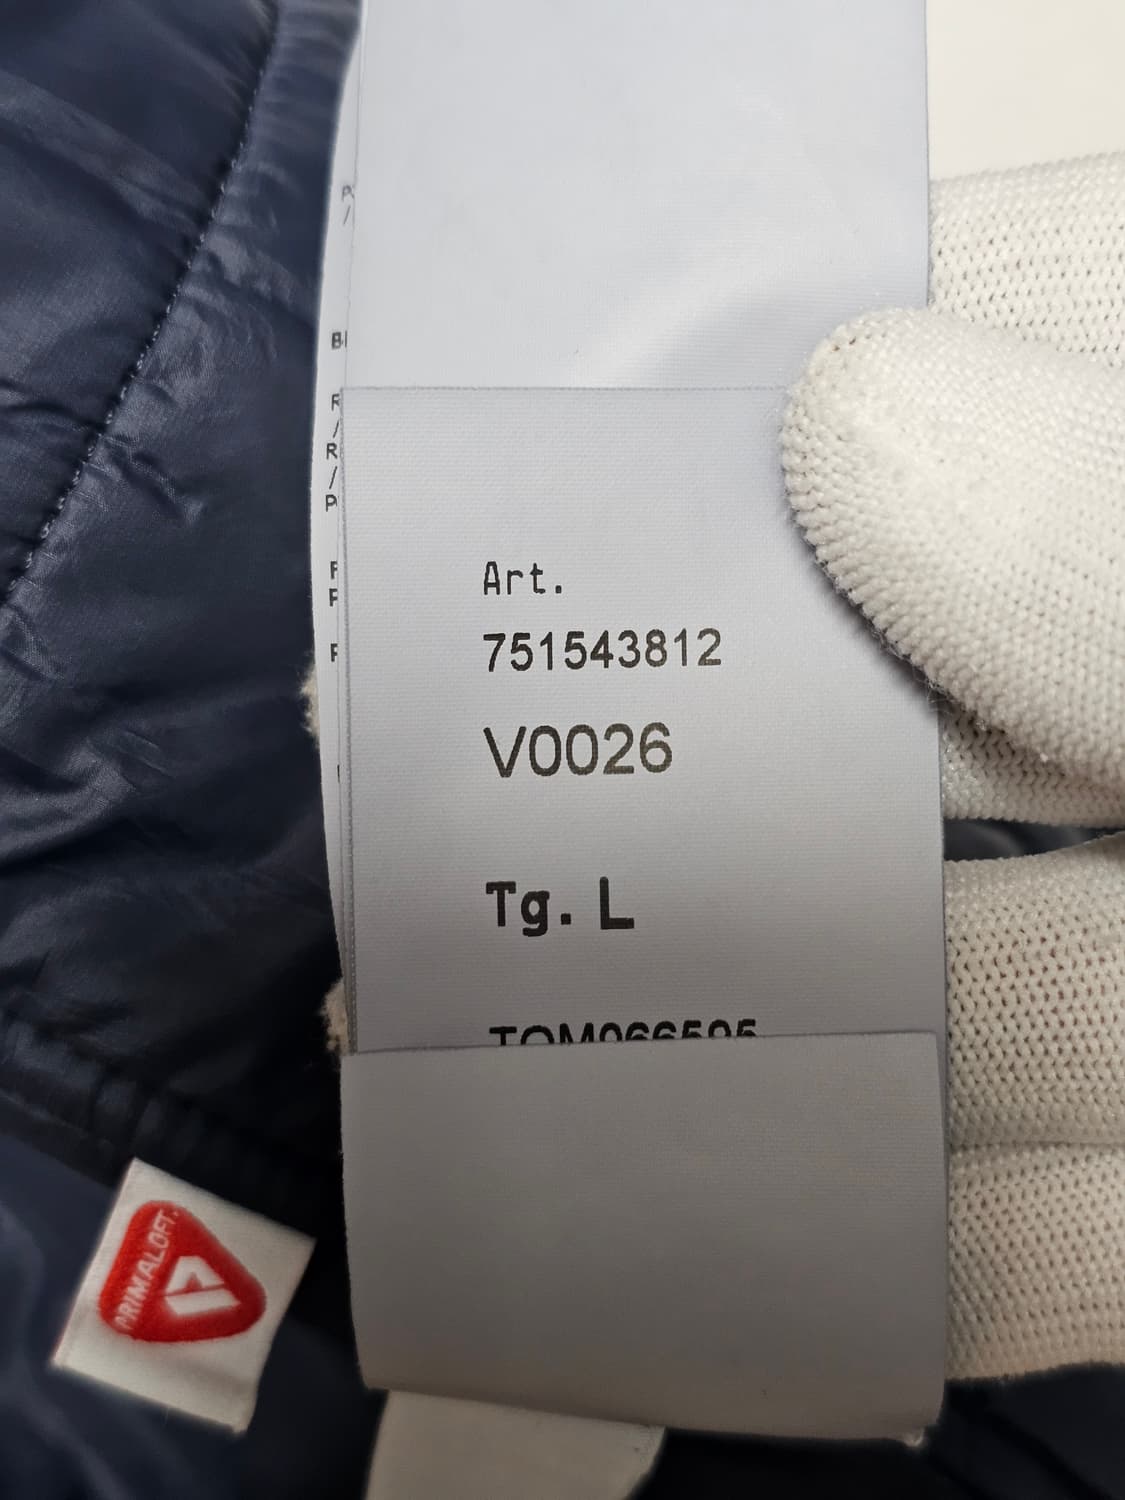 Art.
751543812
V0026
Tg. L
PRIMALOFT